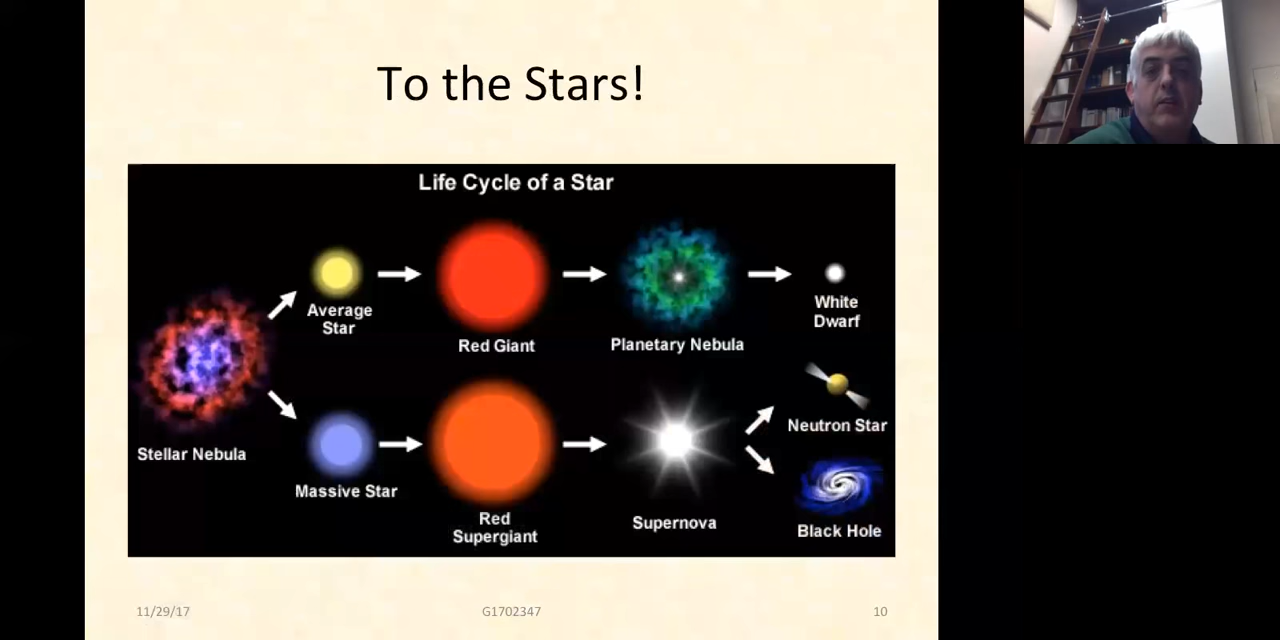 To the Stars!
Life Cycle of a Star
Average
Star
Red Giant
Planetary Nebula
White
Dwarf
Stellar Nebula
Massive Star
Red
Supergiant
Supernova
Neutron Star
Black Hole
11/29/17
G1702347
10